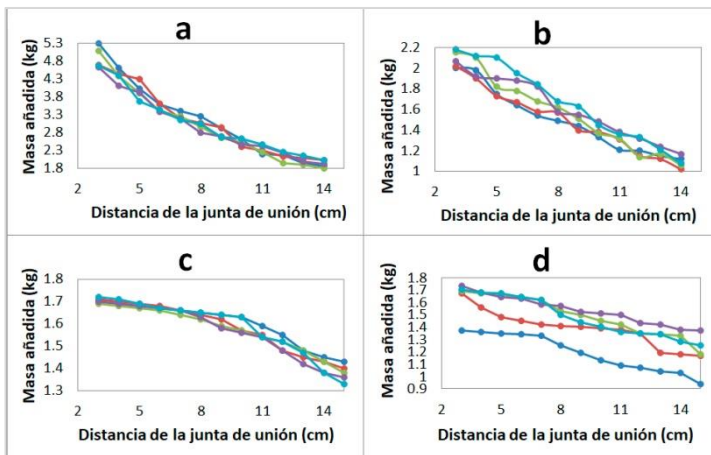 a
Masa añadida (kg)
5.3
4.8
4.3
3.8
3.3
2.8
2.3
1.8
2 5 8 11 14
Distancia de la junta de unión (cm)
b
Masa añadida (kg)
2.2
2
1.8
1.6
1.4
1.2
1
2 5 8 11 14
Distancia de la junta de unión (cm)
c
Masa añadida (kg)
1.8
1.7
1.6
1.5
1.4
1.3
2 5 8 11 14
Distancia de la junta de unión (cm)
d
Masa añadida (kg)
1.8
1.7
1.6
1.5
1.4
1.3
1.2
1.1
1
0.9
2 5 8 11 14
Distancia de la junta de unión (cm)